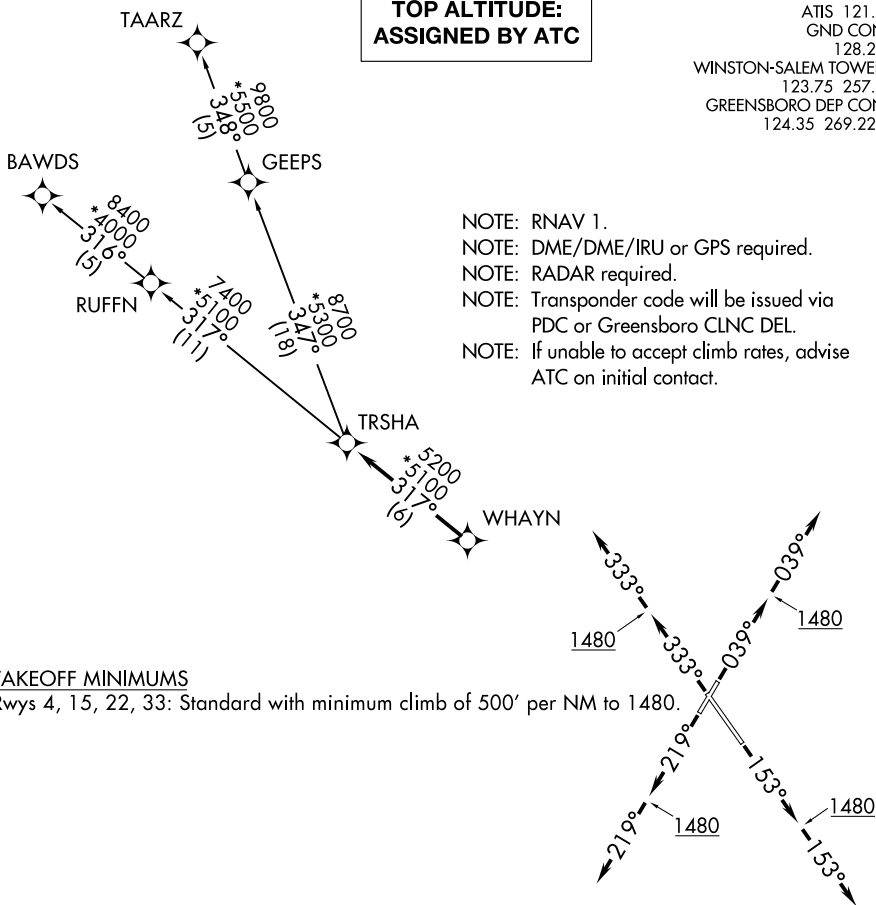 TOP ALTITUDE:
ASSIGNED BY ATC
ATIS 121.
GND CON
128.2
WINSTON-SALEM TOWE
123.75 257.
GREENSBORO DEP CON
124.35 269.22
TAARZ
9800
*5500
348°
(5)
GEEPS
BAWDS
8400
*4000
316°
(5)
RUFFN
7400
*5100
317°
(11)
8700
*5300
347°
(18)
TRSHA
5200
*5100
317°
(6)
WHAYN
NOTE: RNAV 1.
NOTE: DME/DME/IRU or GPS required.
NOTE: RADAR required.
NOTE: Transponder code will be issued via
PDC or Greensboro CLNC DEL.
NOTE: If unable to accept climb rates, advise
ATC on initial contact.
333°
039°
1480
1480
333°
039°
TAKEOFF MINIMUMS
Rwys 4, 15, 22, 33: Standard with minimum climb of 500' per NM to 1480.
219°
153°
1480
1480
219°
153°